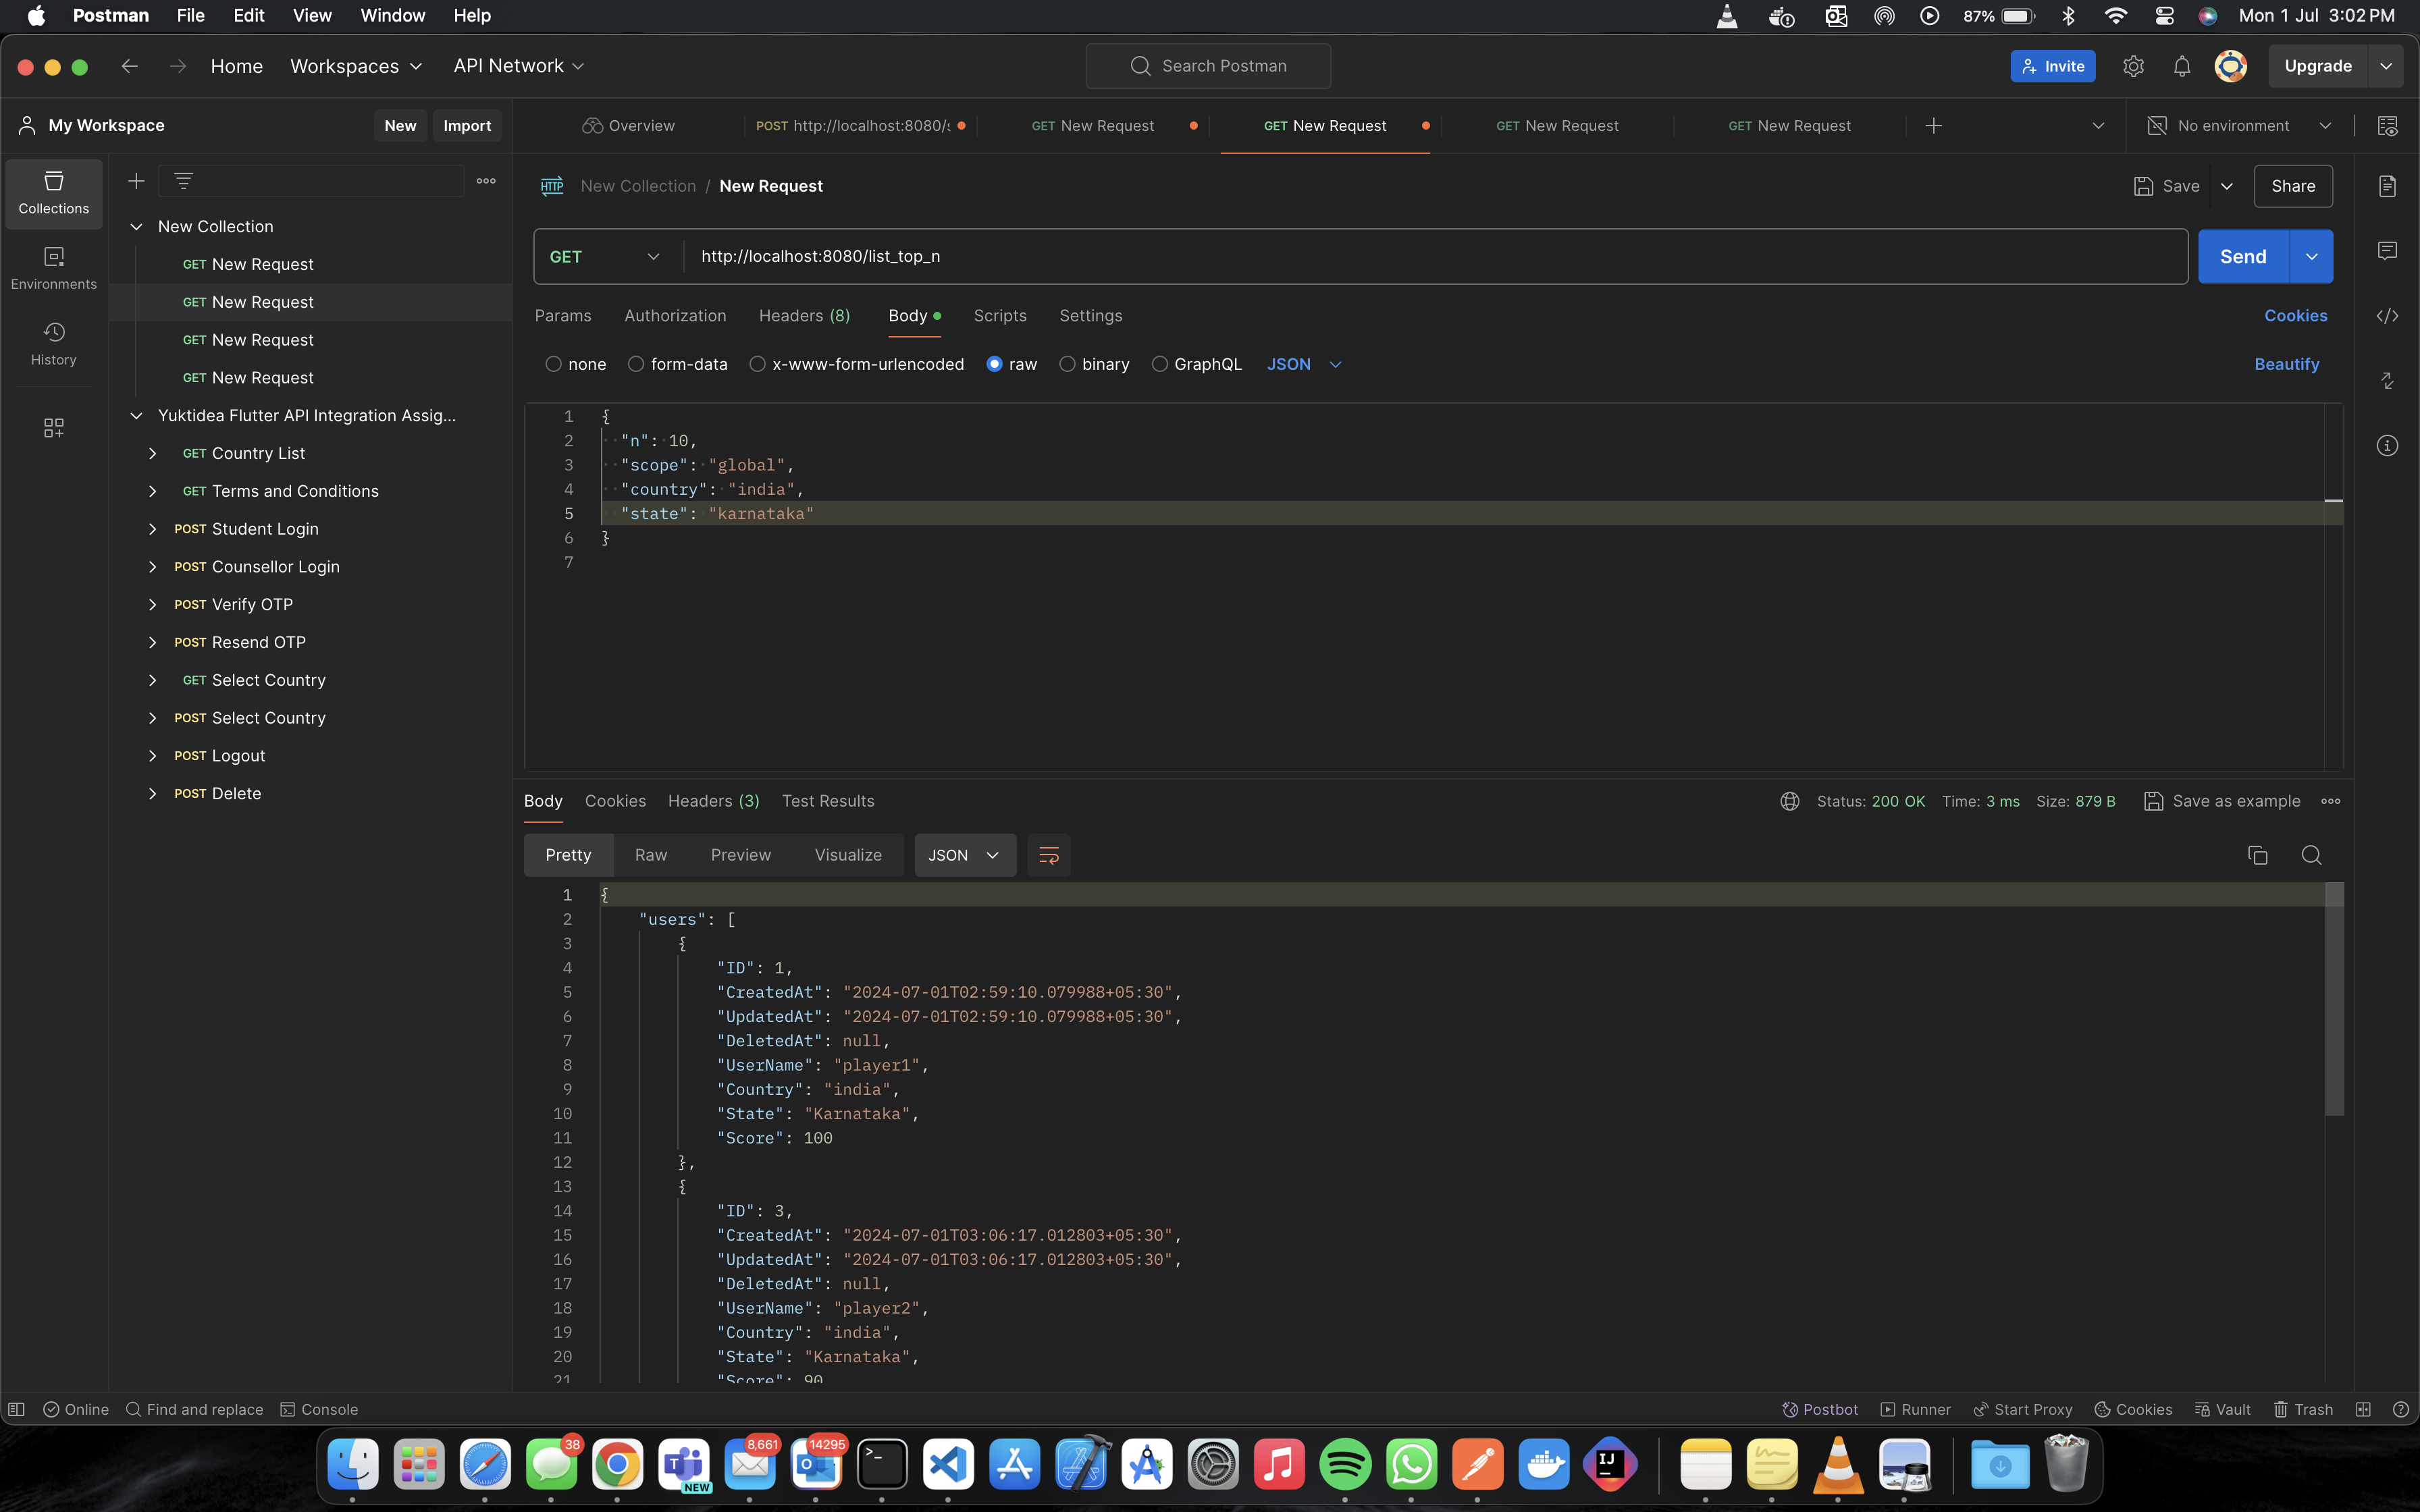 Postman File Edit View Window Help 87% Mon 1 Jul 3:02 PM
Home Workspaces API Network Search Postman Invite Upgrade
My Workspace New Import Overview POST http://localhost:8080/s GET New Request GET New Request GET New Request GET New Request No environment
Collections
Environments
History
New Collection
GET New Request
GET New Request
GET New Request
GET New Request
Yuktidea Flutter API Integration Assig...
GET Country List
GET Terms and Conditions
POST Student Login
POST Counsellor Login
POST Verify OTP
POST Resend OTP
GET Select Country
POST Select Country
POST Logout
POST Delete
HTTP New Collection / New Request Save Share
GET http://localhost:8080/list_top_n Send
Params Authorization Headers (8) Body Scripts Settings Cookies
none form-data x-www-form-urlencoded raw binary GraphQL JSON Beautify
1 {
2 "n": 10,
3 "scope": "global",
4 "country": "india",
5 "state": "karnataka"
6 }
7
Body Cookies Headers (3) Test Results Status: 200 OK Time: 3 ms Size: 879 B Save as example
Pretty Raw Preview Visualize JSON
1 {
2 "users": [
3 {
4 "ID": 1,
5 "CreatedAt": "2024-07-01T02:59:10.079988+05:30",
6 "UpdatedAt": "2024-07-01T02:59:10.079988+05:30",
7 "DeletedAt": null,
8 "UserName": "player1",
9 "Country": "india",
10 "State": "Karnataka",
11 "Score": 100
12 },
13 {
14 "ID": 3,
15 "CreatedAt": "2024-07-01T03:06:17.012803+05:30",
16 "UpdatedAt": "2024-07-01T03:06:17.012803+05:30",
17 "DeletedAt": null,
18 "UserName": "player2",
19 "Country": "india",
20 "State": "Karnataka",
21 "Score": 90
Online Find and replace Console Postbot Runner Start Proxy Cookies Vault Trash
38 8,661 14295
T NEW O >_ IJ